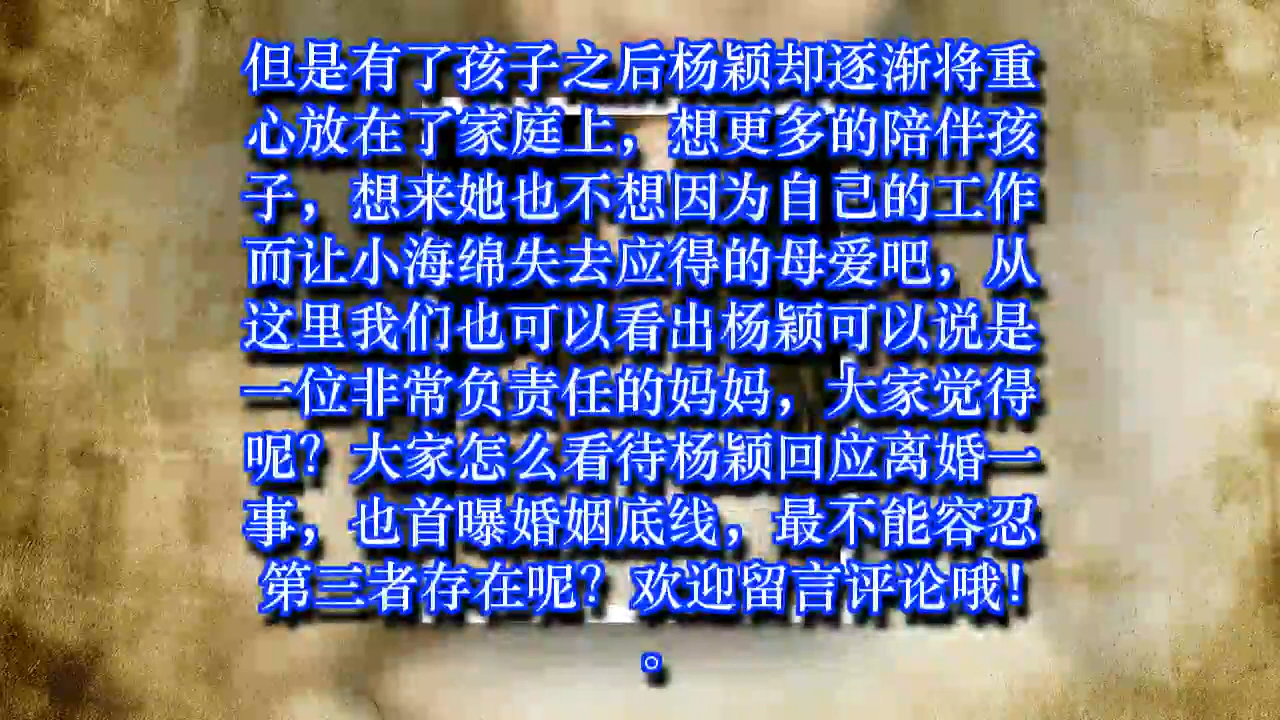 但是有了孩子之后杨颖却逐渐将重
心放在了家庭上，想更多的陪伴孩
子，想来她也不想因为自己的工作
而让小海绵失去应得的母爱吧，从
这里我们也可以看出杨颖可以说是
一位非常负责任的妈妈，大家觉得
呢？大家怎么看待杨颖回应离婚一
事，也首曝婚姻底线，最不能容忍
第三者存在呢？欢迎留言评论哦！
。